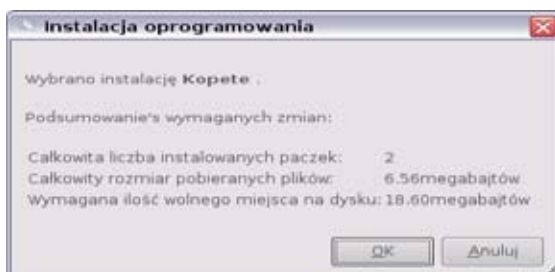 Instalacja oprogramowania
Wybrano instalację Kopete .
Podsumowanie's wymaganych zmian:
Całkowita liczba instalowanych paczek: 2
Całkowity rozmiar pobieranych plików: 6.56megabajtów
Wymagana ilość wolnego miejsca na dysku: 18.60megabajtów
OK Anuluj